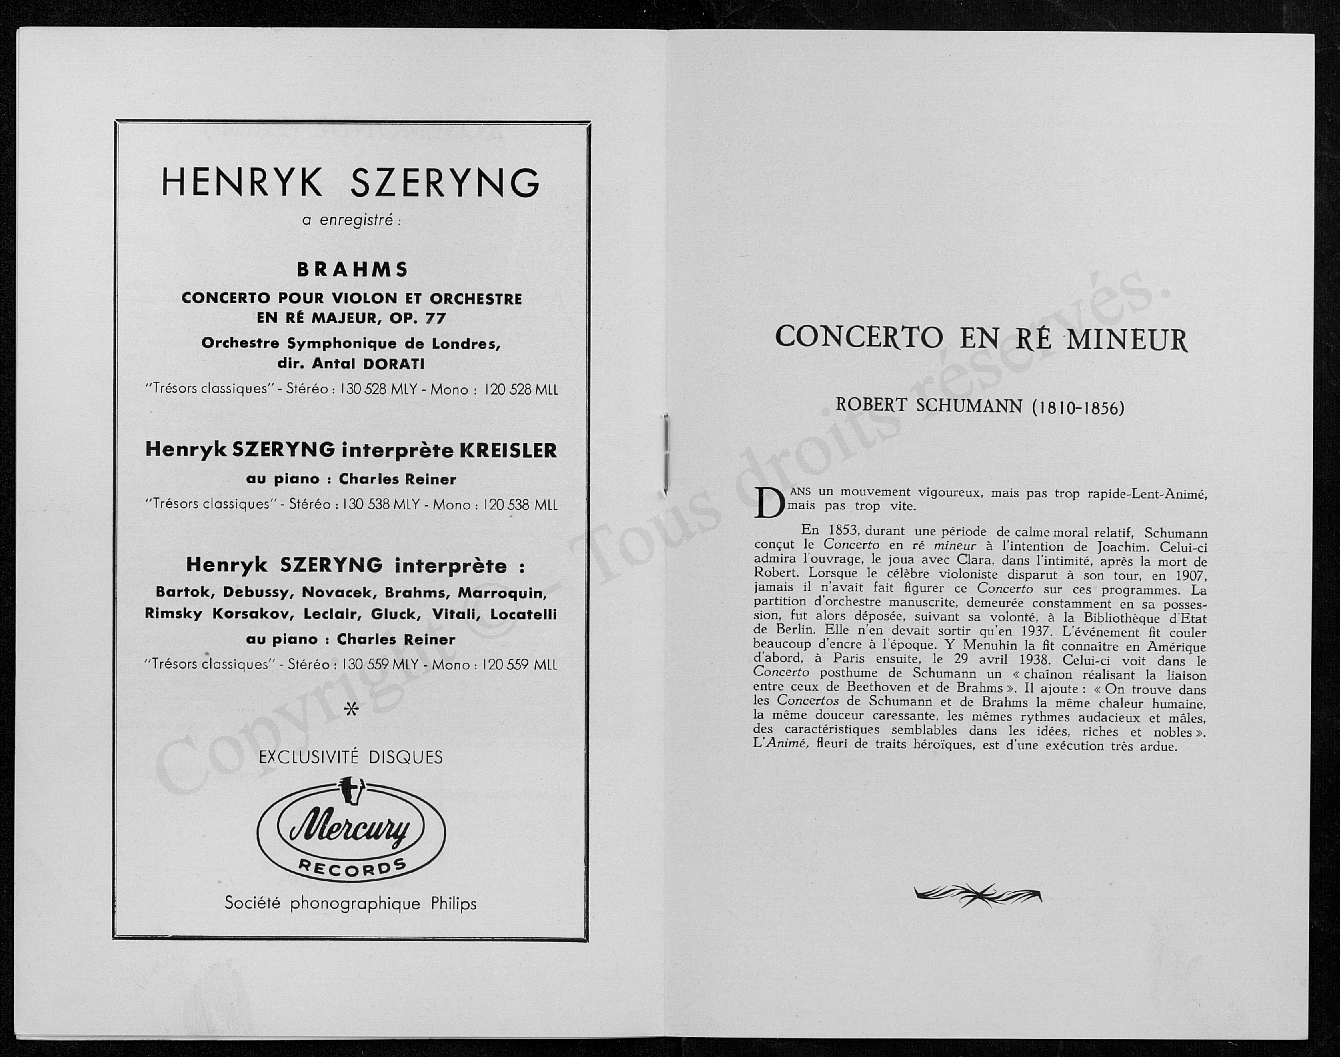 HENRYK SZERYNG
a enregistré :
BRAHMS
CONCERTO POUR VIOLON ET ORCHESTRE
EN RÉ MAJEUR, OP. 77
Orchestre Symphonique de Londres,
dir. Antal DORATI
"Trésors classiques" - Stéréo : 130 528 MLY - Mono : 120 528 MLL
Henryk SZERYNG interprète KREISLER
au piano : Charles Reiner
"Trésors classiques" - Stéréo : 130 538 MLY - Mono : 120 538 MLL
Henryk SZERYNG interprète :
Bartok, Debussy, Novacek, Brahms, Marroquin,
Rimsky Korsakov, Leclair, Gluck, Vitali, Locatelli
au piano : Charles Reiner
"Trésors classiques" - Stéréo : 130 559 MLY - Mono : 120 559 MLL
*
EXCLUSIVITÉ DISQUES
Mercury
RECORDS
Société phonographique Philips
CONCERTO EN RÉ MINEUR
ROBERT SCHUMANN (1810-1856)
DANS un mouvement vigoureux, mais pas trop rapide-Lent-Animé,
mais pas trop vite.
En 1853, durant une période de calme moral relatif, Schumann
conçut le Concerto en ré mineur à l'intention de Joachim. Celui-ci
admira l'ouvrage, le joua avec Clara, dans l'intimité, après la mort de
Robert. Lorsque le célèbre violoniste disparut à son tour, en 1907,
jamais il n'avait fait figurer ce Concerto sur ces programmes. La
partition d'orchestre manuscrite, demeurée constamment en sa posses-
sion, fut alors déposée, suivant sa volonté, à la Bibliothèque d'Etat
de Berlin. Elle n'en devait sortir qu'en 1937. L'événement fit couler
beaucoup d'encre à l'époque. Y Menuhin la fit connaître en Amérique
d'abord, à Paris ensuite, le 29 avril 1938. Celui-ci voit dans le
Concerto posthume de Schumann un « chaînon réalisant la liaison
entre ceux de Beethoven et de Brahms ». Il ajoute : « On trouve dans
les Concertos de Schumann et de Brahms la même chaleur humaine,
la même douceur caressante, les mêmes rythmes audacieux et mâles,
des caractéristiques semblables dans les idées, riches et nobles ».
L'Animé, fleuri de traits héroïques, est d'une exécution très ardue.
Copyright © - Tous droits réservés.